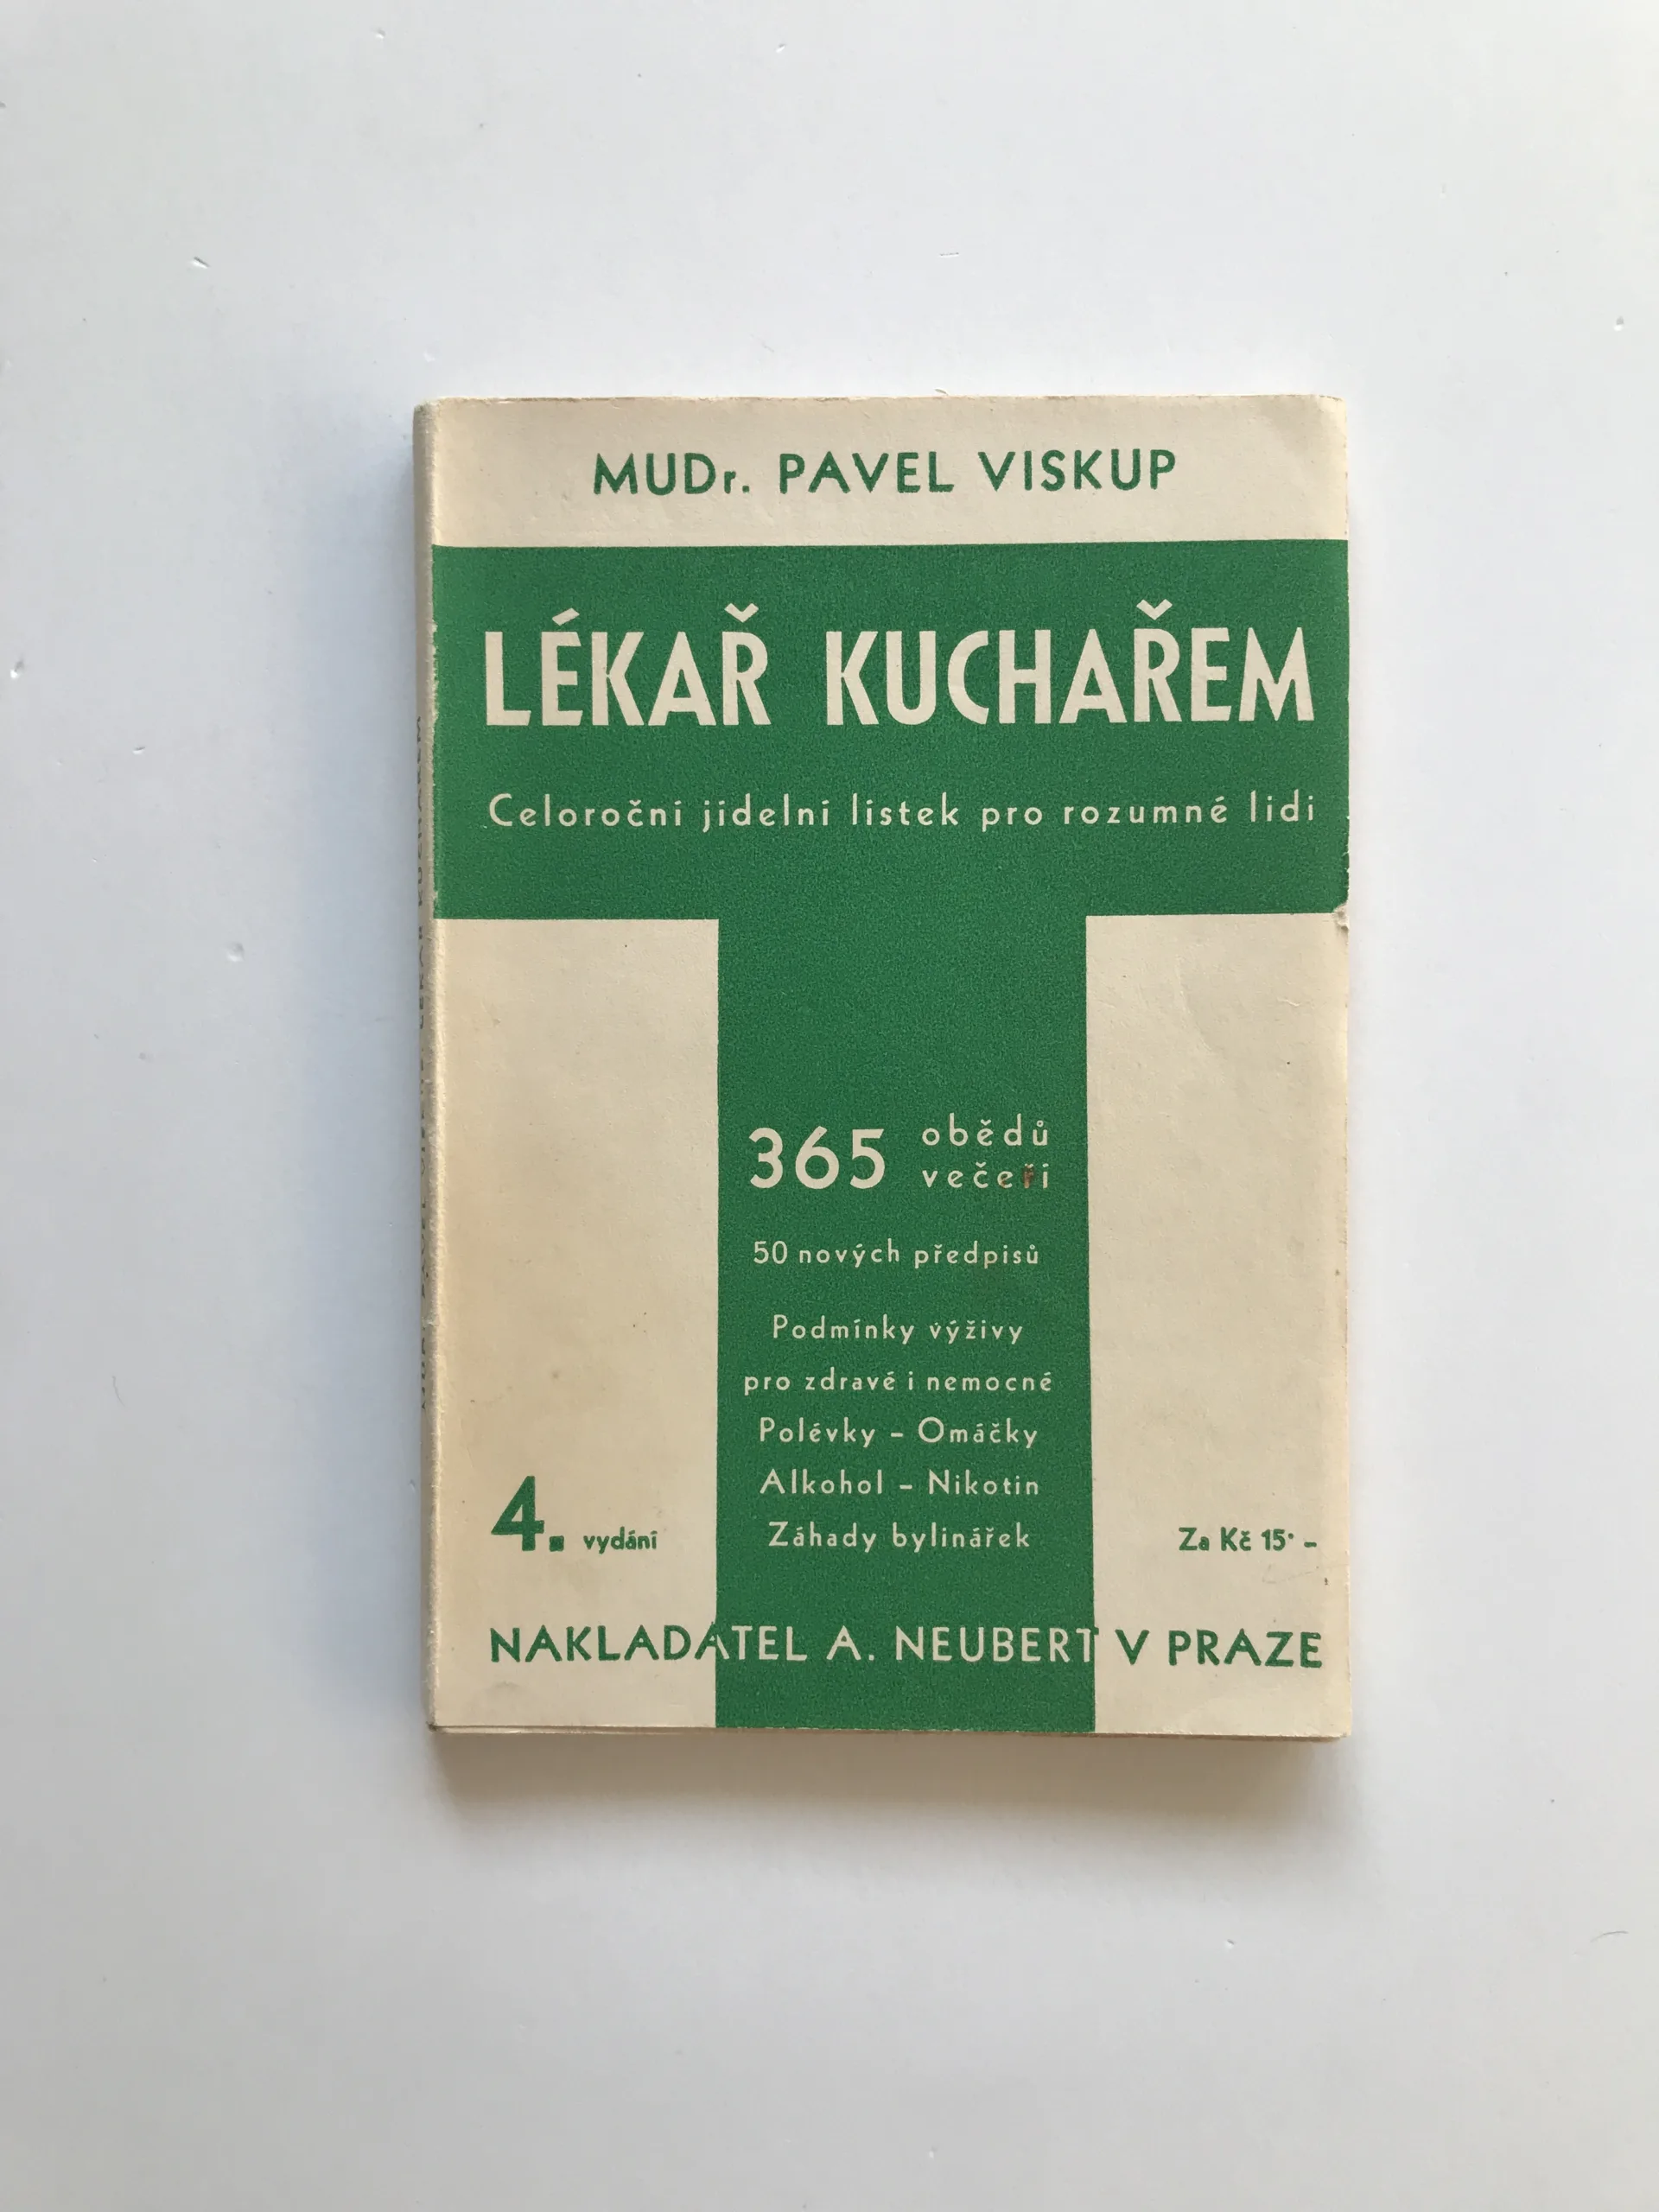 MUDr. PAVEL VISKUP
LÉKAŘ KUCHAŘEM
Celoroční jídelní lístek pro rozumné lidi
365 obědů
večeří
50 nových předpisů
Podmínky výživy
pro zdravé i nemocné
Polévky – Omáčky
Alkohol – Nikotin
Záhady bylinářek
4. vydání
Za Kč 15·–
NAKLADATEL A. NEUBERT V PRAZE